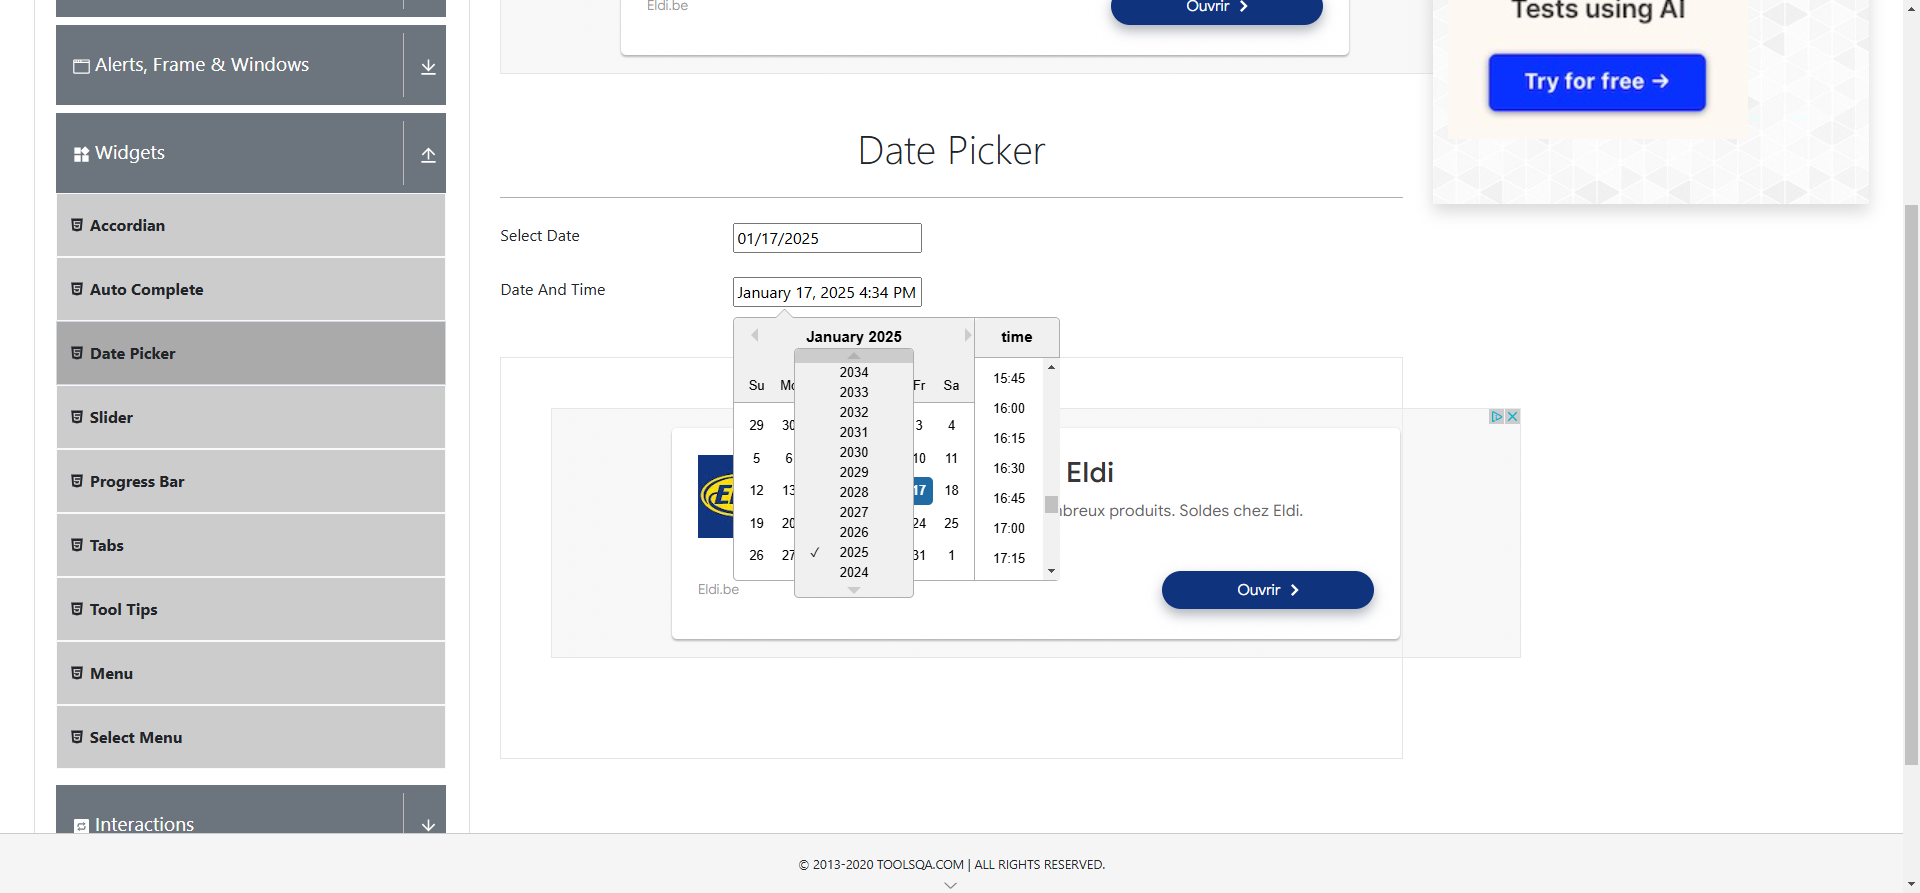 Eldi.be
Ouvrir
Tests using AI
Try for free →
Alerts, Frame & Windows
Widgets
Accordian
Auto Complete
Date Picker
Slider
Progress Bar
Tabs
Tool Tips
Menu
Select Menu
Interactions
Date Picker
Select Date
01/17/2025
Date And Time
January 17, 2025 4:34 PM
January 2025
time
Su Mo Fr Sa
29 30 3 4
5 6 10 11
12 13 17 18
19 20 24 25
26 27 31 1
2034
2033
2032
2031
2030
2029
2028
2027
2026
✓ 2025
2024
15:45
16:00
16:15
16:30
16:45
17:00
17:15
Eldi
breux produits. Soldes chez Eldi.
Eldi.be
Ouvrir
© 2013-2020 TOOLSQA.COM | ALL RIGHTS RESERVED.